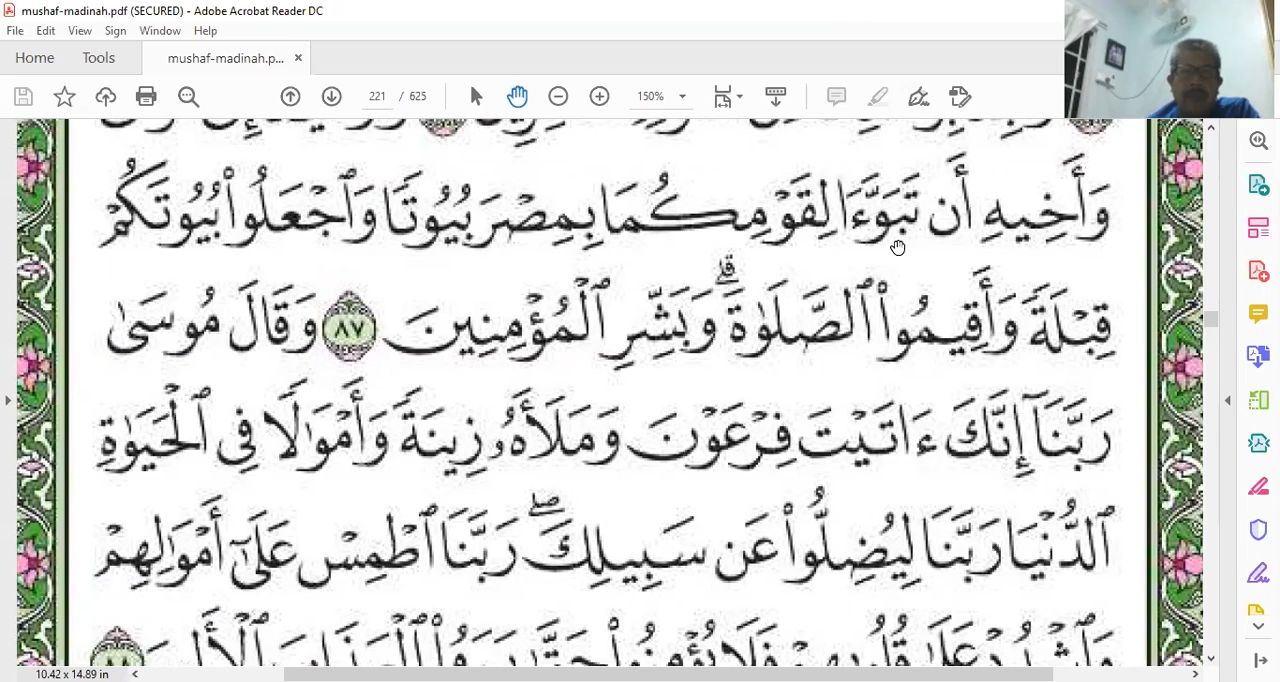 mushaf-madinah.pdf (SECURED) - Adobe Acrobat Reader DC
File Edit View Sign Window Help
Home Tools mushaf-madinah.p... ×
221 / 625 150%
وَأَخِيهِ أَن تَبَوَّءَا لِقَوْمِكُمَا بِمِصْرَ بُيُوتًا وَٱجْعَلُوا۟ بُيُوتَكُمْ
قِبْلَةً وَأَقِيمُوا۟ ٱلصَّلَوٰةَ ۗ وَبَشِّرِ ٱلْمُؤْمِنِينَ ٨٧ وَقَالَ مُوسَىٰ
رَبَّنَآ إِنَّكَ ءَاتَيْتَ فِرْعَوْنَ وَمَلَأَهُۥ زِينَةً وَأَمْوَٰلًا فِى ٱلْحَيَوٰةِ
ٱلدُّنْيَا رَبَّنَا لِيُضِلُّوا۟ عَن سَبِيلِكَ ۖ رَبَّنَا ٱطْمِسْ عَلَىٰٓ أَمْوَٰلِهِمْ
10.42 x 14.89 in